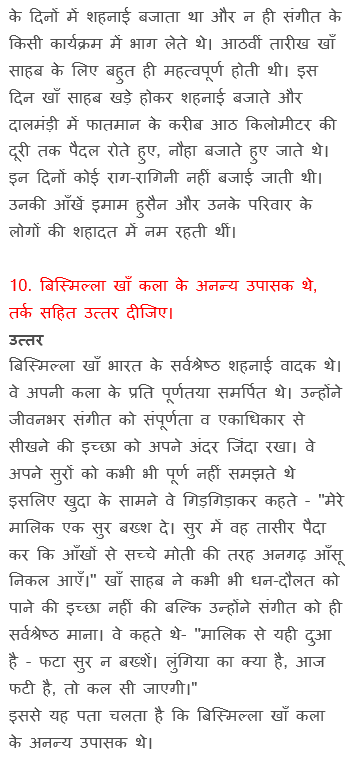 के दिनों में शहनाई बजाता था और न ही संगीत के
किसी कार्यक्रम में भाग लेते थे। आठवीं तारीख खाँ
साहब के लिए बहुत ही महत्वपूर्ण होती थी। इस
दिन खाँ साहब खड़े होकर शहनाई बजाते और
दालमंड़ी में फातमान के करीब आठ किलोमीटर की
दूरी तक पैदल रोते हुए, नौहा बजाते हुए जाते थे।
इन दिनों कोई राग-रागिनी नहीं बजाई जाती थी।
उनकी आँखें इमाम हुसैन और उनके परिवार के
लोगों की शहादत में नम रहती थीं।
10. बिस्मिल्ला खाँ कला के अनन्य उपासक थे,
तर्क सहित उत्तर दीजिए।
उत्तर
बिस्मिल्ला खाँ भारत के सर्वश्रेष्ठ शहनाई वादक थे।
वे अपनी कला के प्रति पूर्णतया समर्पित थे। उन्होंने
जीवनभर संगीत को संपूर्णता व एकाधिकार से
सीखने की इच्छा को अपने अंदर जिंदा रखा। वे
अपने सुरों को कभी भी पूर्ण नहीं समझते थे
इसलिए खुदा के सामने वे गिड़गिड़ाकर कहते - "मेरे
मालिक एक सुर बख्श दे। सुर में वह तासीर पैदा
कर कि आँखों से सच्चे मोती की तरह अनगढ़ आँसू
निकल आएँ।" खाँ साहब ने कभी भी धन-दौलत को
पाने की इच्छा नहीं की बल्कि उन्होंने संगीत को ही
सर्वश्रेष्ठ माना। वे कहते थे- "मालिक से यही दुआ
है - फटा सुर न बख्शें। लुंगिया का क्या है, आज
फटी है, तो कल सी जाएगी।"
इससे यह पता चलता है कि बिस्मिल्ला खाँ कला
के अनन्य उपासक थे।